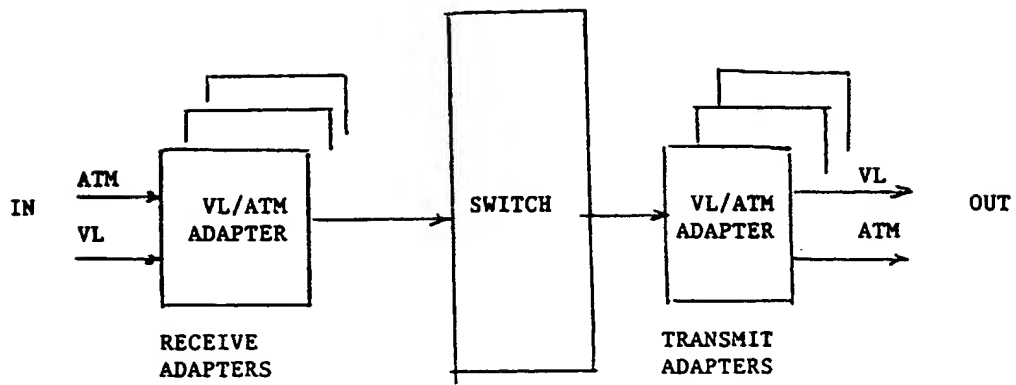 IN
ATM
VL
VL/ATM
ADAPTER
RECEIVE
ADAPTERS
SWITCH
VL/ATM
ADAPTER
TRANSMIT
ADAPTERS
VL
ATM
OUT